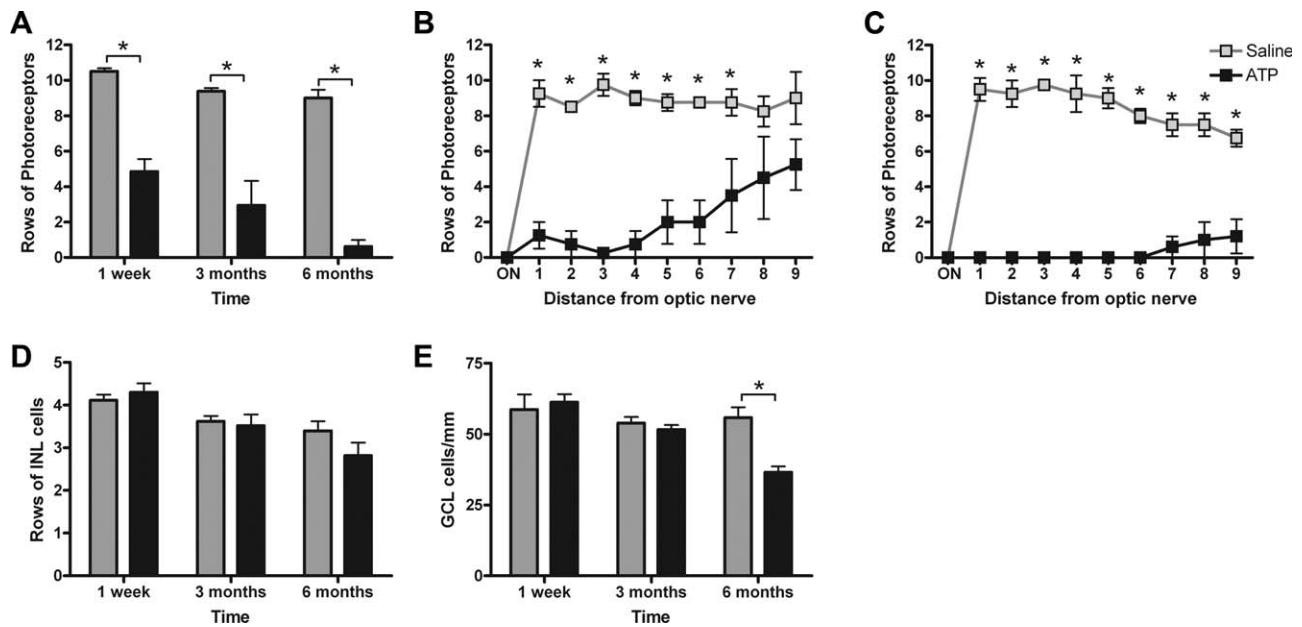 A
Rows of Photoreceptors
12
10
8
6
4
2
0
*
*
*
1 week 3 months 6 months
Time
B
Rows of Photoreceptors
12
10
8
6
4
2
0
* * * * * * *
ON 1 2 3 4 5 6 7 8 9
Distance from optic nerve
C
Rows of Photoreceptors
12
10
8
6
4
2
0
* * * * * * * * *
ON 1 2 3 4 5 6 7 8 9
Distance from optic nerve
Saline
ATP
D
Rows of INL cells
5
4
3
2
1
0
1 week 3 months 6 months
Time
E
GCL cells/mm
75
50
25
0
*
1 week 3 months 6 months
Time